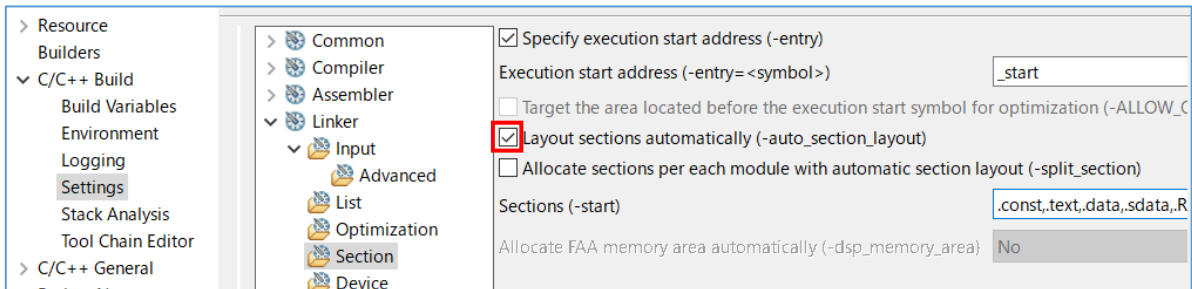 Resource
Builders
C/C++ Build
Build Variables
Environment
Logging
Settings
Stack Analysis
Tool Chain Editor
C/C++ General
Common
Compiler
Assembler
Linker
Input
Advanced
List
Optimization
Section
Device
Specify execution start address (-entry)
Execution start address (-entry=<symbol>)
_start
Target the area located before the execution start symbol for optimization (-ALLOW_
Layout sections automatically (-auto_section_layout)
Allocate sections per each module with automatic section layout (-split_section)
Sections (-start)
.const,.text,.data,.sdata,.R
Allocate FAA memory area automatically (-dsp_memory_area)
No